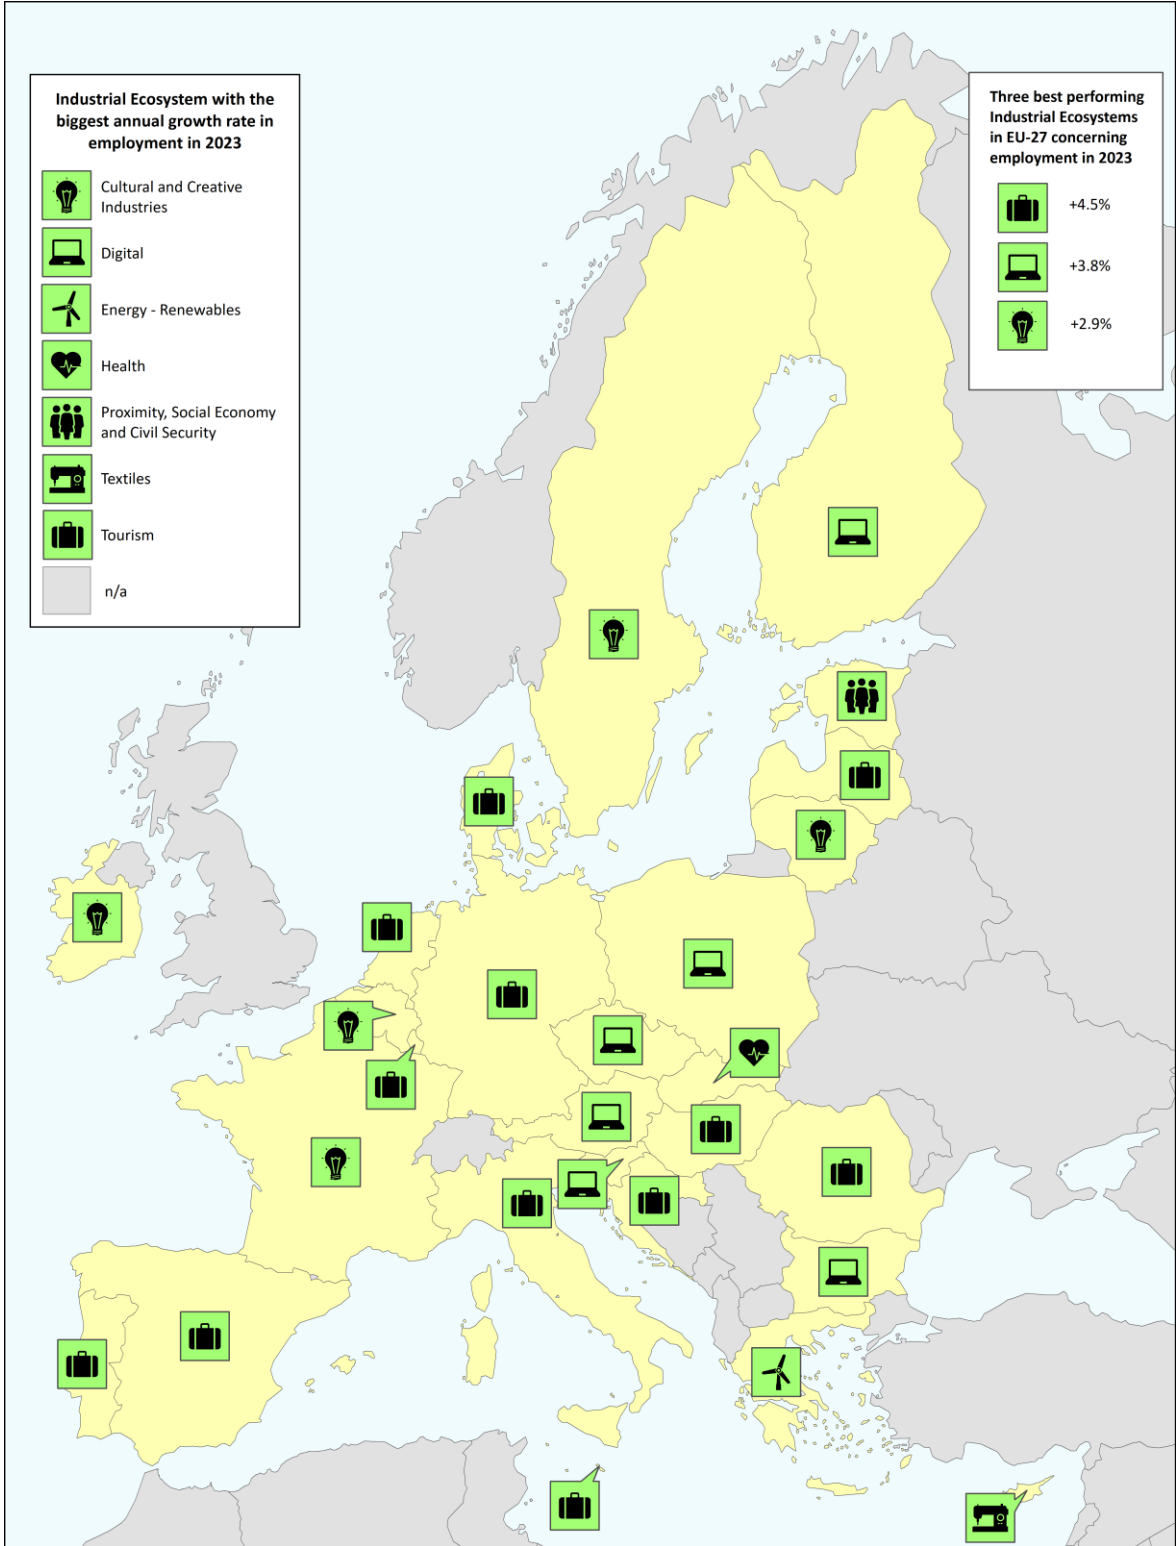 Industrial Ecosystem with the
biggest annual growth rate in
employment in 2023
Cultural and Creative
Industries
Digital
Energy - Renewables
Health
Proximity, Social Economy
and Civil Security
Textiles
Tourism
n/a
Three best performing
Industrial Ecosystems
in EU-27 concerning
employment in 2023
+4.5%
+3.8%
+2.9%